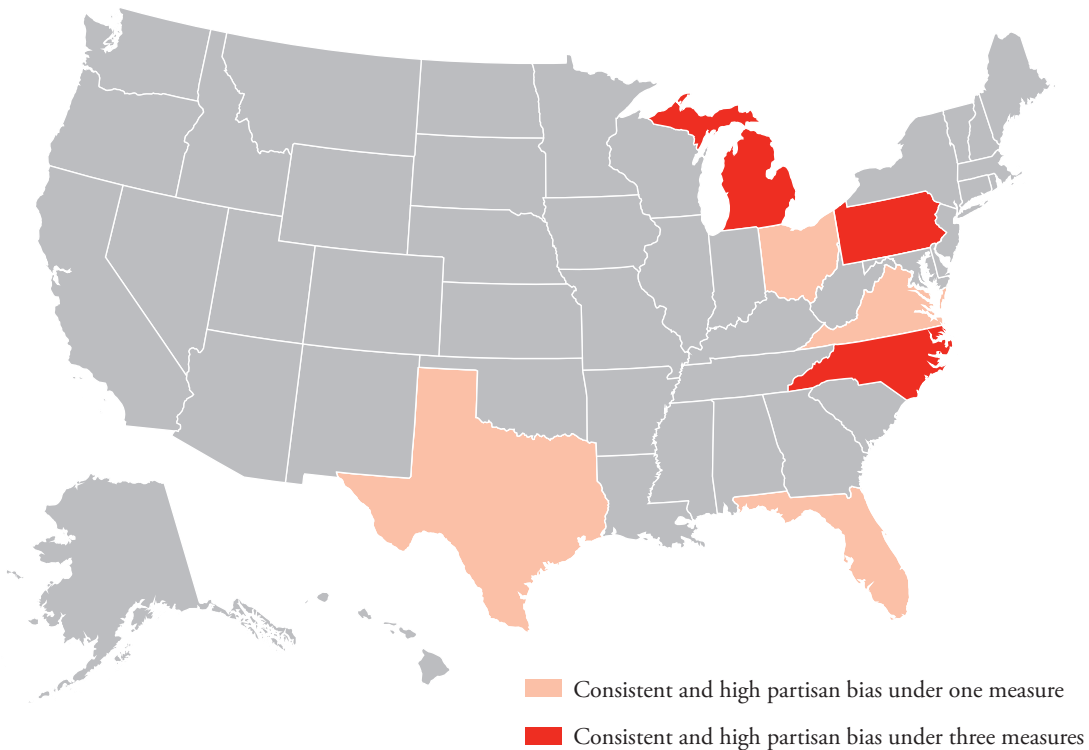 Consistent and high partisan bias under one measure
Consistent and high partisan bias under three measures